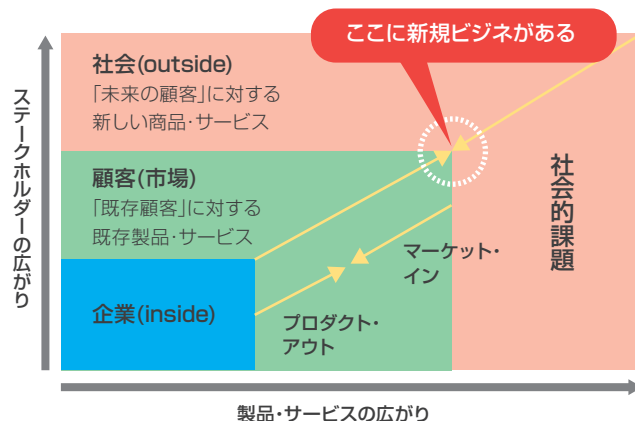 ここに新規ビジネがある
社会(outside)
「未来の顧客」に対する
新しい商品・サービス
顧客(市場)
「既存顧客」に対する
既存製品・サービス
企業(inside)
マーケット・
イン
プロダクト・
アウト
社会的課題
ステークホルダーの広がり
製品・サービスの広がり